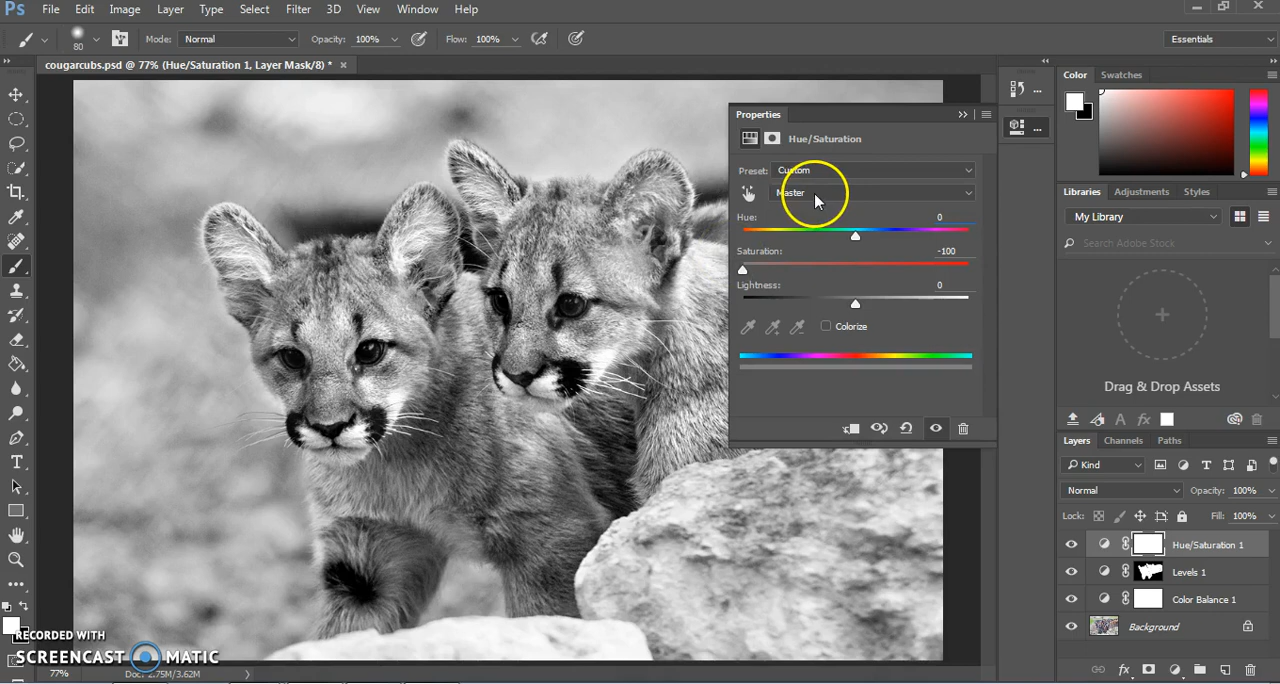 Ps File Edit Image Layer Type Select Filter 3D View Window Help
80 Mode: Normal Opacity: 100% Flow: 100% Essentials
cougarcubs.psd @ 77% (Hue/Saturation 1, Layer Mask/8) * ×
Properties
Hue/Saturation
Preset: Custom
Master
Hue: 0
Saturation: -100
Lightness: 0
Colorize
Color Swatches
Libraries Adjustments Styles
My Library
Search Adobe Stock
Drag & Drop Assets
Layers Channels Paths
Kind
Normal Opacity: 100%
Lock: Fill: 100%
Hue/Saturation 1
Levels 1
Color Balance 1
Background
RECORDED WITH
SCREENCAST MATIC
77% Doc: 2.75M/3.62M